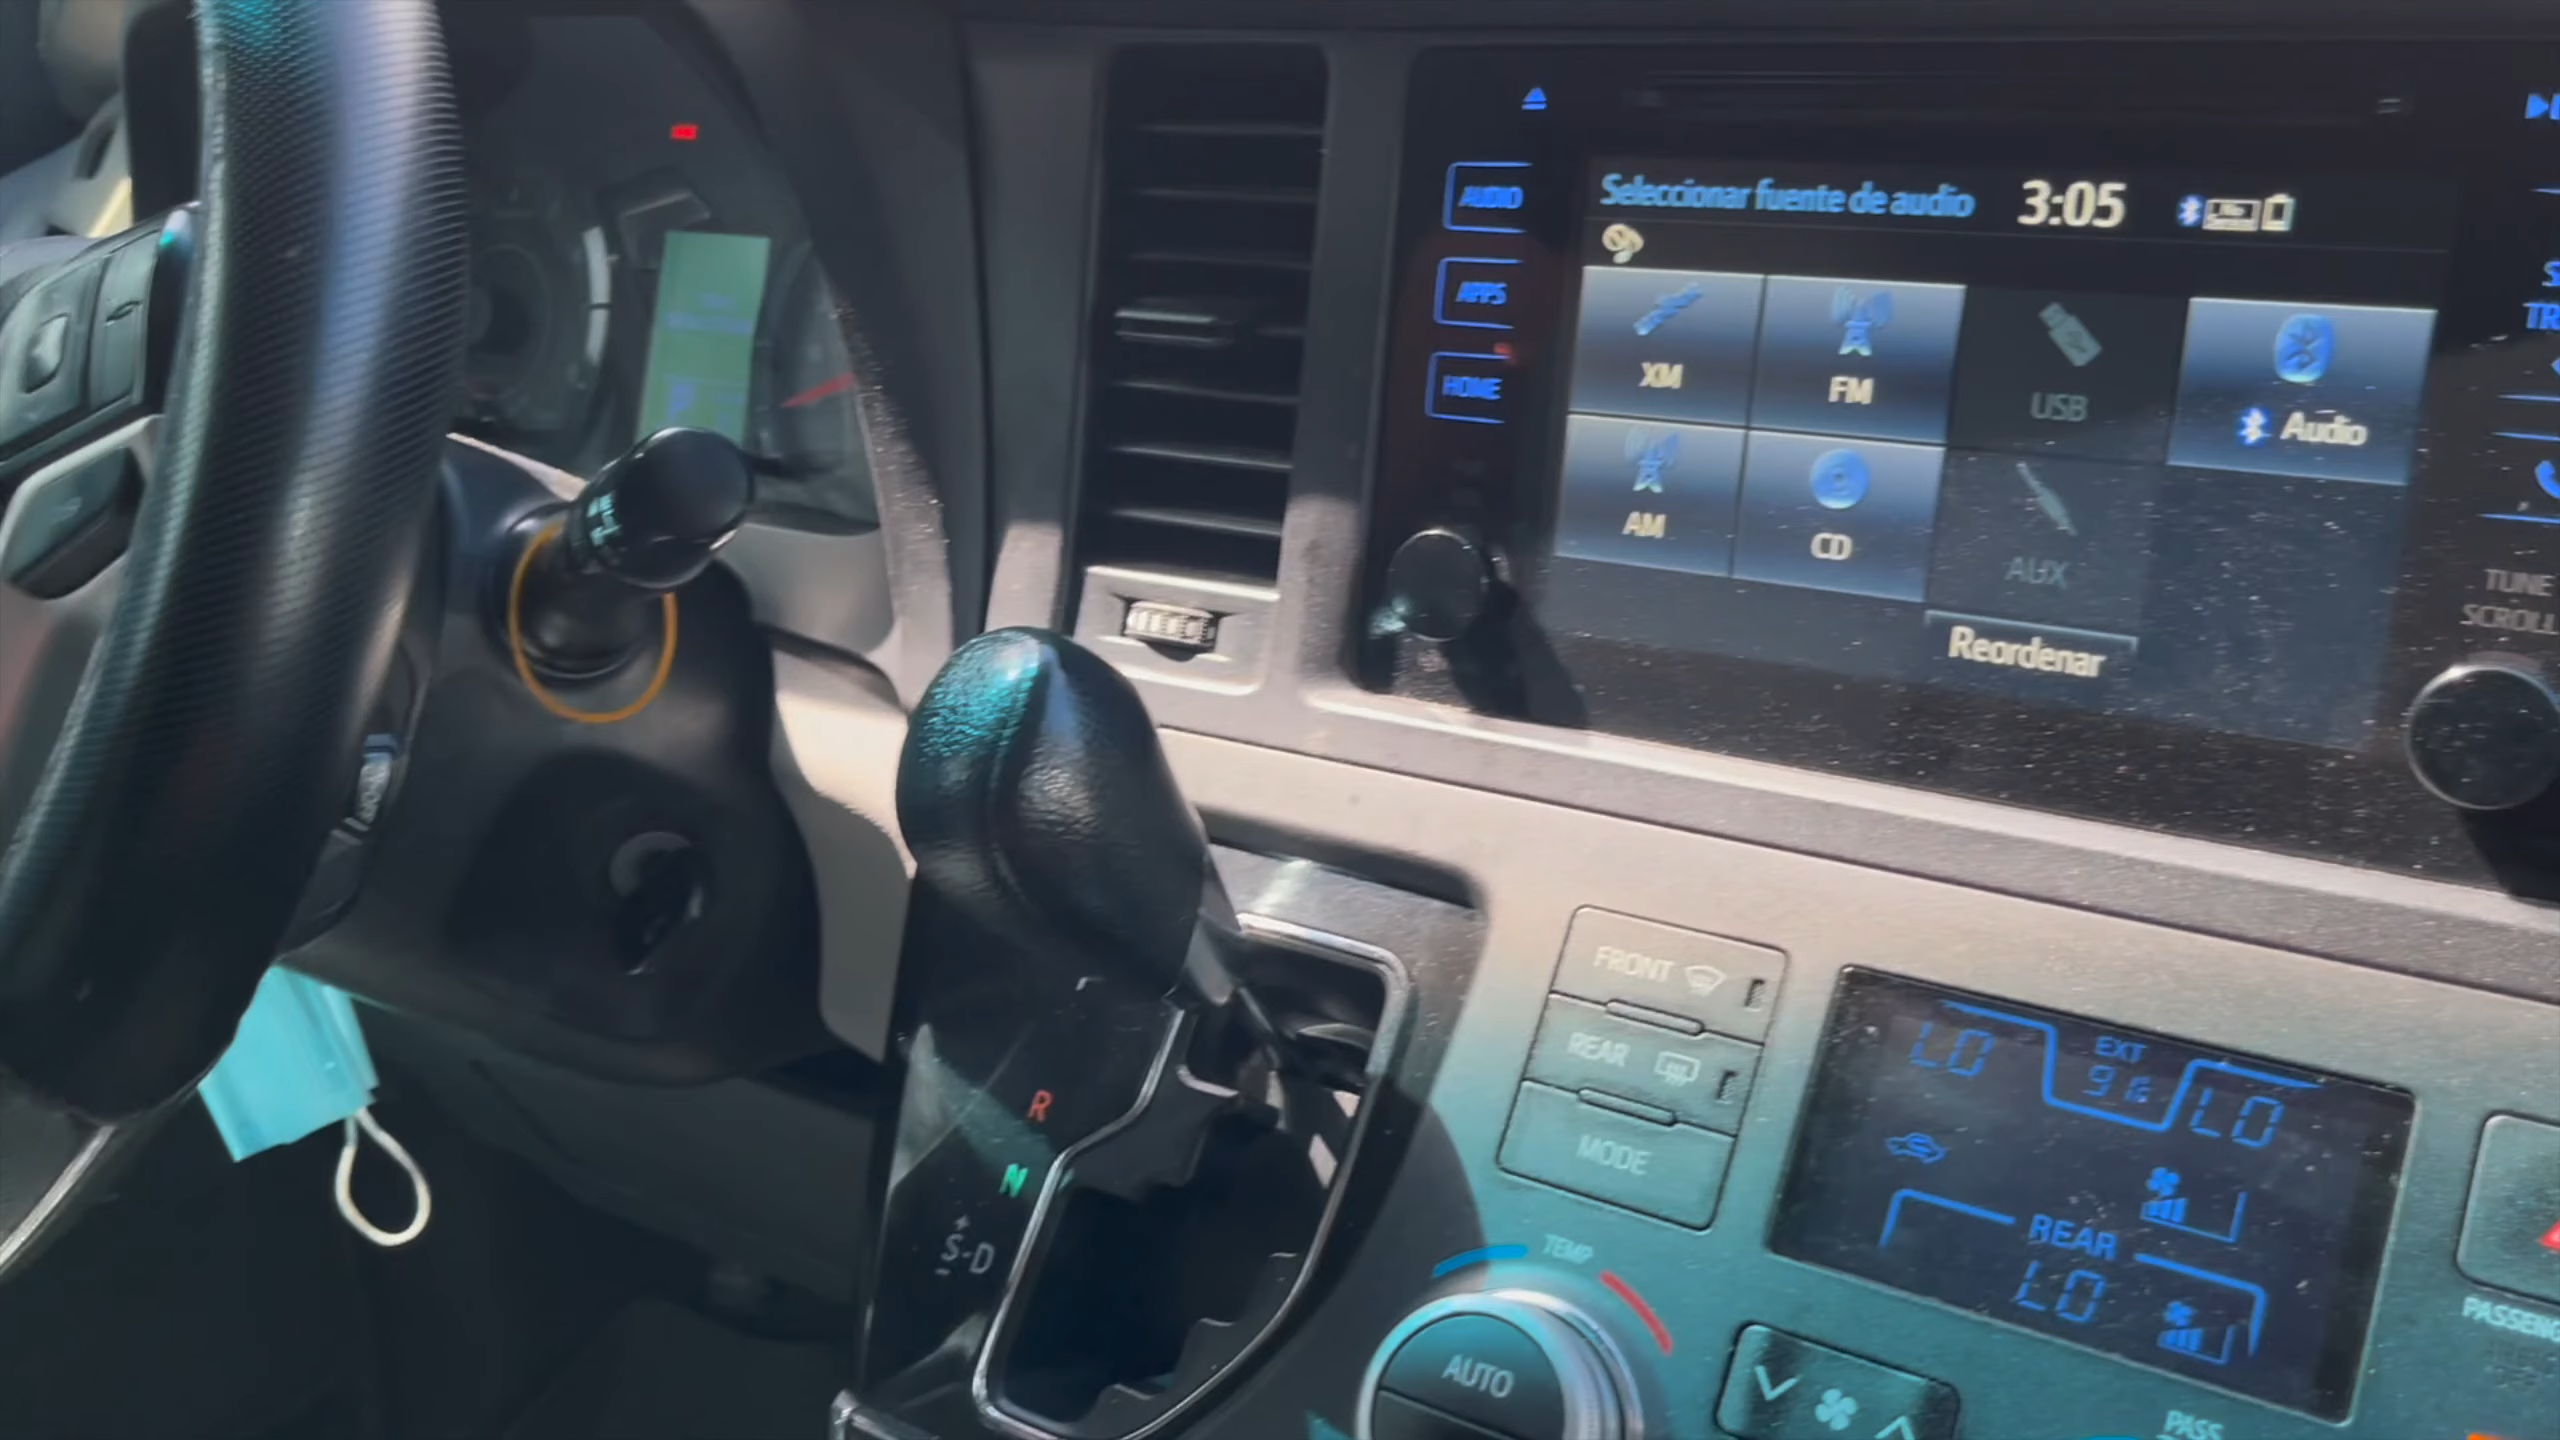 AUDIO
APPS
HOME
Seleccionar fuente de audio 3:05
XM
FM
USB
Audio
AM
CD
AUX
Reordenar
TUNE
SCROLL
FRONT
REAR
MODE
LO
EXT
LO
REAR
LO
R
N
+
S-D
-
TEMP
AUTO
PASS